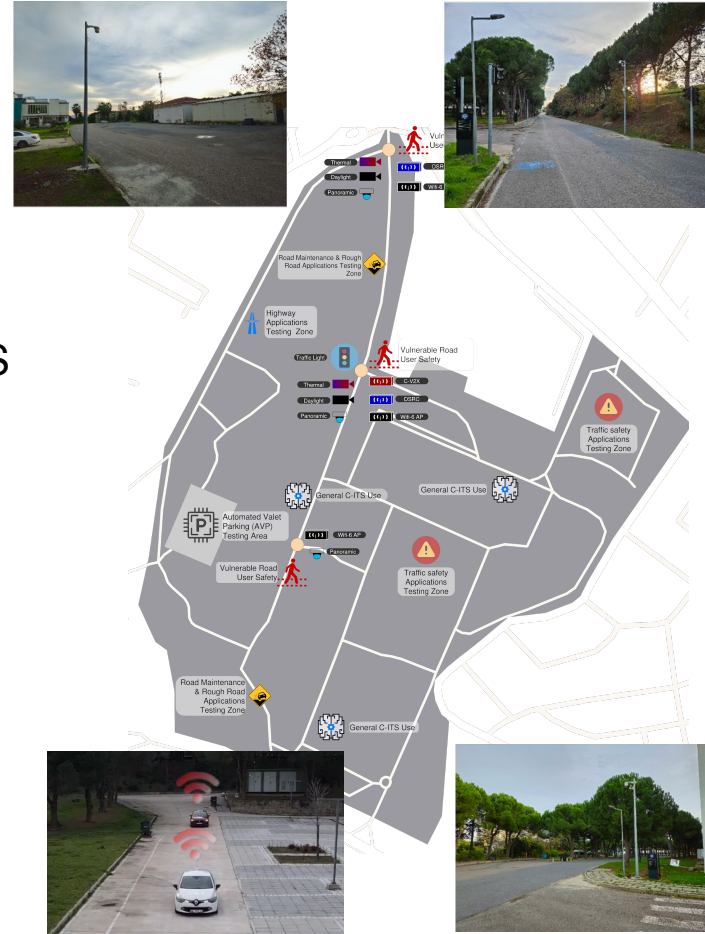 S
Thermal
DSR
Daylight
Wifi-6
Panoramic
Road Maintenance & Rough
Road Applications Testing
Zone
Highway
Applications
Testing Zone
Traffic Light
Vulnerable Road
User Safety
Thermal
C-V2X
Daylight
DSRC
Panoramic
Wifi-6 AP
Traffic safety
Applications
Testing Zone
General C-ITS Use
General C-ITS Use
P
Automated Valet
Parking (AVP)
Testing Area
Wifi-6 AP
Panoramic
Vulnerable Road
User Safety
Traffic safety
Applications
Testing Zone
Road Maintenance
& Rough Road
Applications
Testing Zone
General C-ITS Use